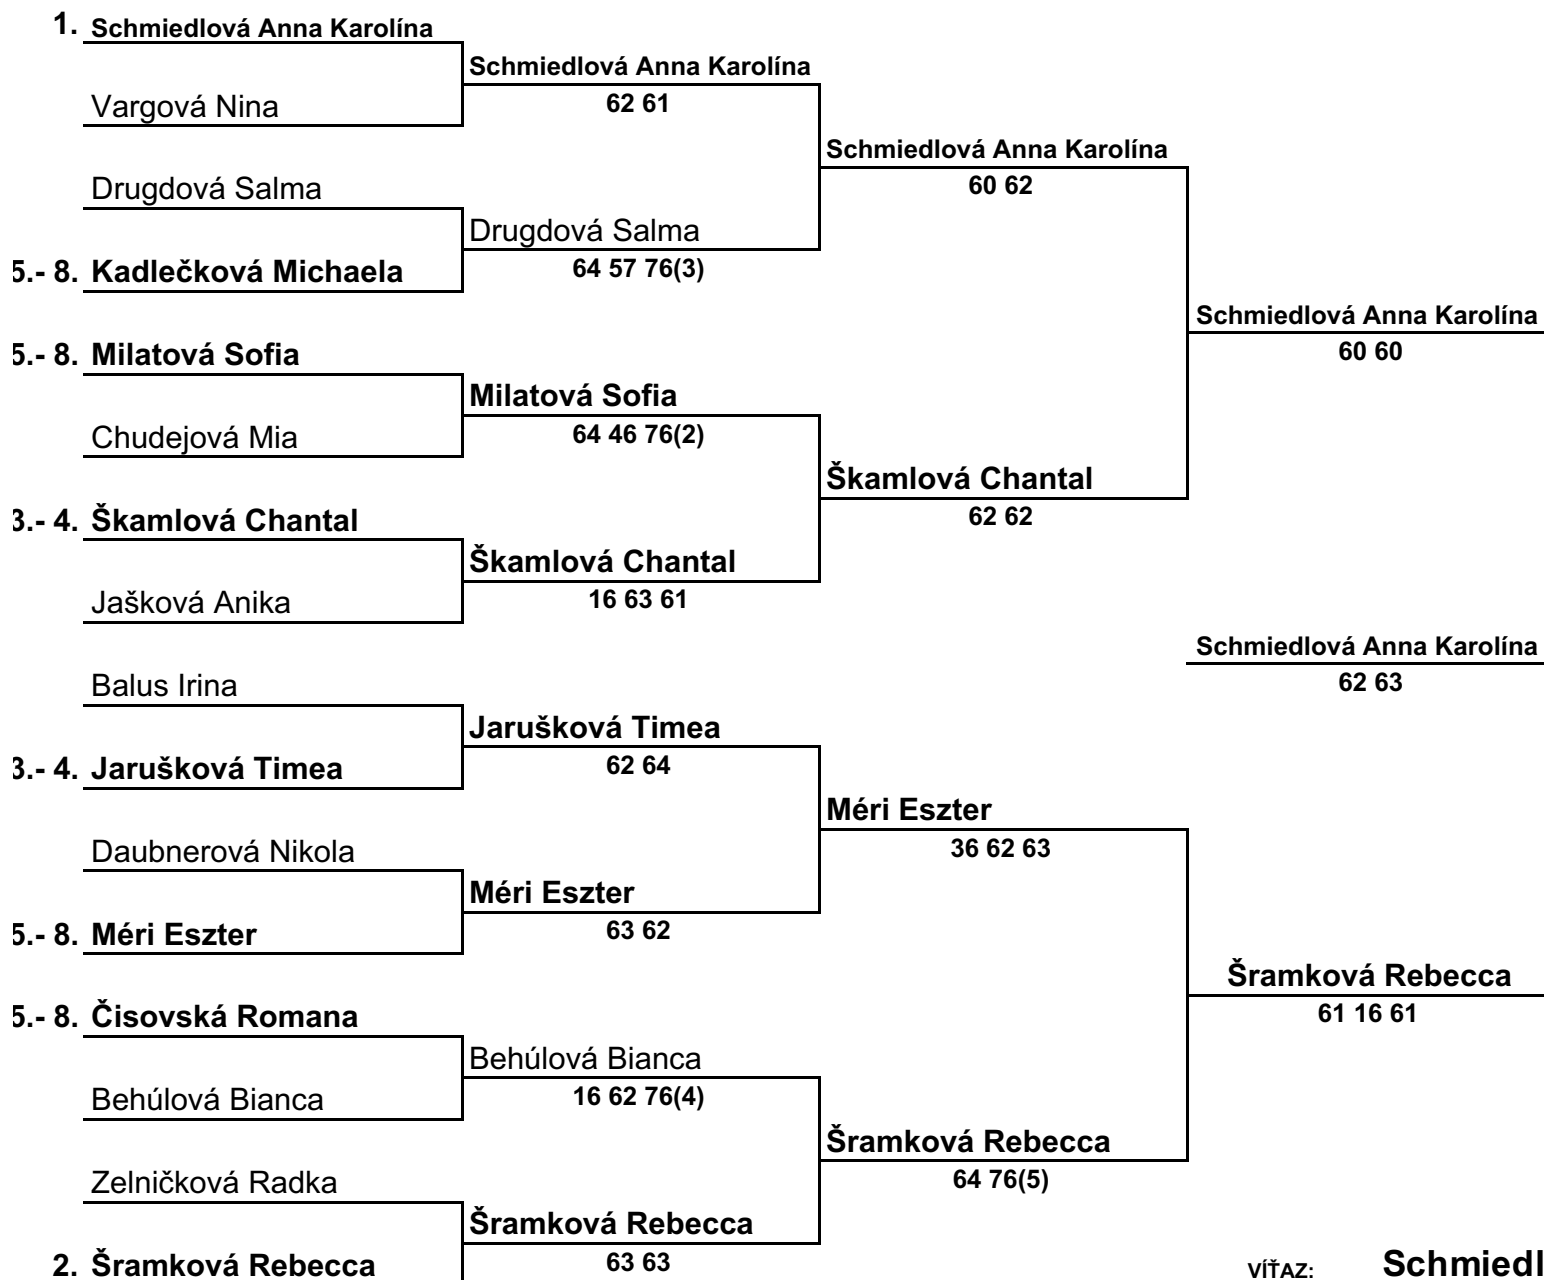 1. Schmiedlová Anna Karolína
Schmiedlová Anna Karolína
Vargová Nina
62 61
Schmiedlová Anna Karolína
Drugdová Salma
60 62
Drugdová Salma
5.- 8. Kadlečková Michaela
64 57 76(3)
Schmiedlová Anna Karolína
5.- 8. Milatová Sofia
60 60
Milatová Sofia
Chudejová Mia
64 46 76(2)
Škamlová Chantal
3.- 4. Škamlová Chantal
62 62
Škamlová Chantal
Jašková Anika
16 63 61
Schmiedlová Anna Karolína
Balus Irina
62 63
Jarušková Timea
3.- 4. Jarušková Timea
62 64
Méri Eszter
Daubnerová Nikola
36 62 63
Méri Eszter
5.- 8. Méri Eszter
63 62
Šramková Rebecca
5.- 8. Čisovská Romana
61 16 61
Behúlová Bianca
Behúlová Bianca
16 62 76(4)
Šramková Rebecca
Zelničková Radka
64 76(5)
Šramková Rebecca
2. Šramková Rebecca
63 63
VÍŤAZ: Schmiedl